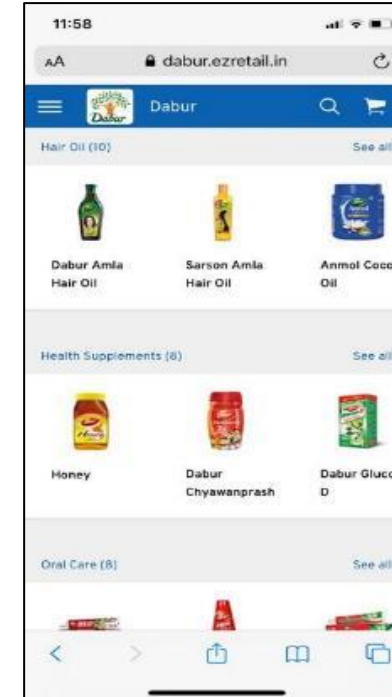 11:58
AA dabur.ezretail.in
Dabur Dabur
Hair Oil (10) See all
Dabur Amla Sarson Amla Anmol Coco
Hair Oil Hair Oil Oil
Health Supplements (8) See all
Honey
Honey Dabur Dabur Gluco
Chyawanprash D
Oral Care (8) See all